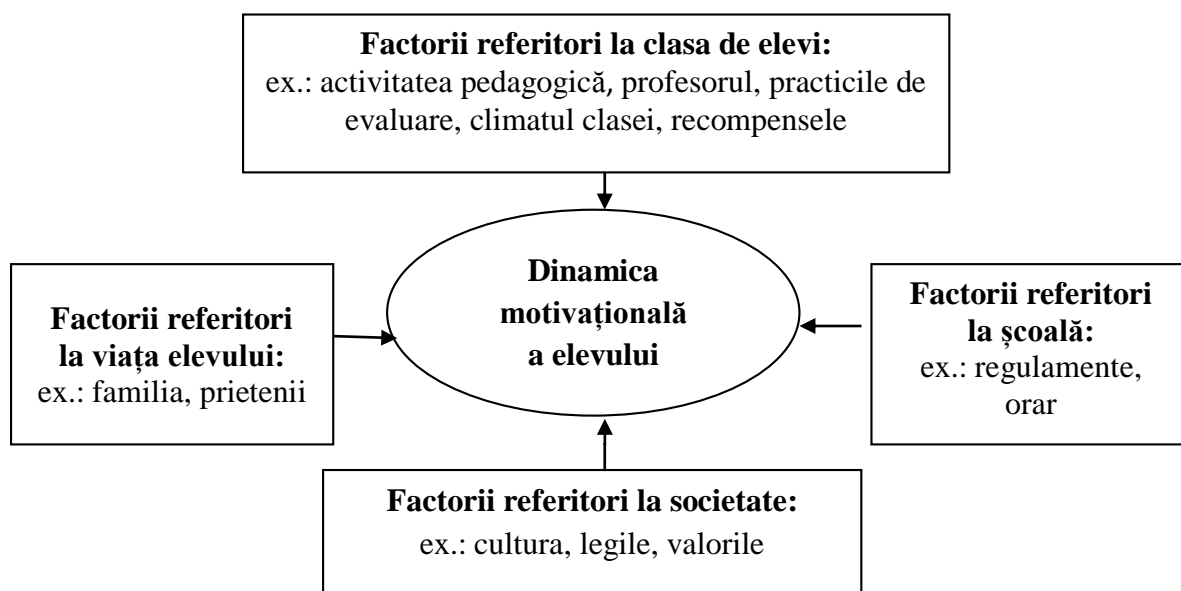 Factorii referitori la clasa de elevi:
ex.: activitatea pedagogică, profesorul, practicile de
evaluare, climatul clasei, recompensele
Dinamica
motivațională
a elevului
Factorii referitori
la viața elevului:
ex.: familia, prietenii
Factorii referitori
la școală:
ex.: regulamente,
orar
Factorii referitori la societate:
ex.: cultura, legile, valorile